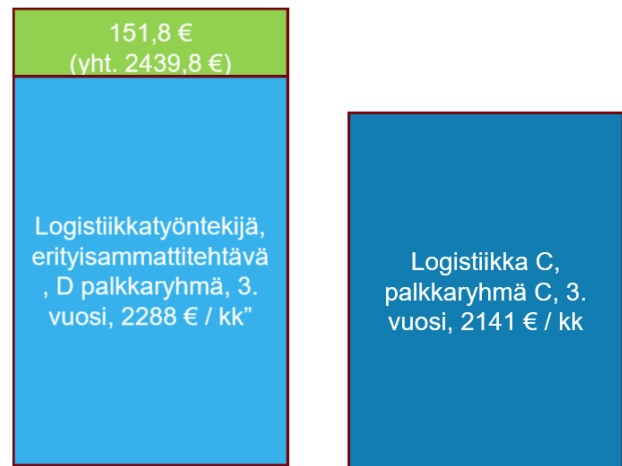 151,8 €
(yht. 2439,8 €)
Logistiikkatyöntekijä,
erityisammattitehtävä
, D palkkaryhmä, 3.
vuosi, 2288 € / kk”
Logistiikka C,
palkkaryhmä C, 3.
vuosi, 2141 € / kk